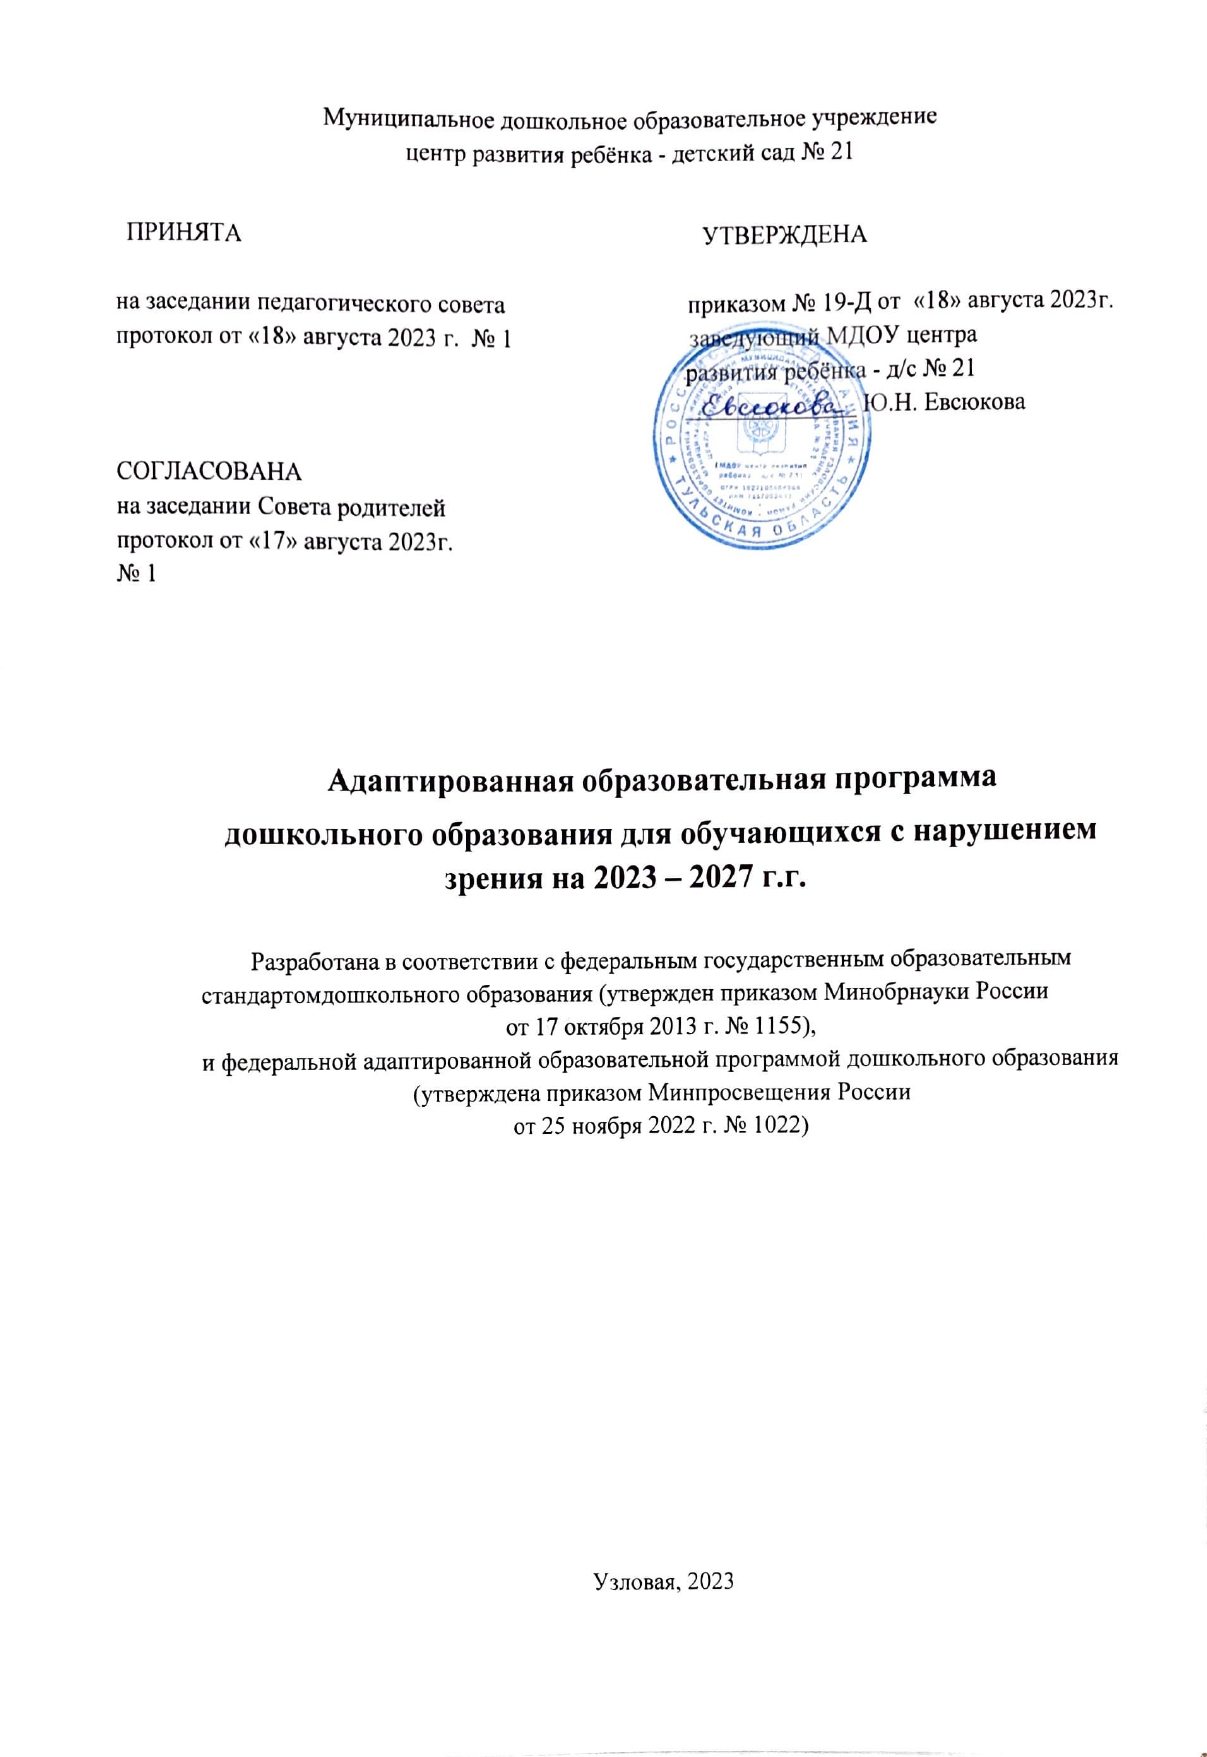 Муниципальное дошкольное образовательное учреждение
центр развития ребёнка - детский сад № 21
ПРИНЯТА
на заседании педагогического совета
протокол от «18» августа 2023 г.  № 1
СОГЛАСОВАНА
на заседании Совета родителей
протокол от «17» августа 2023г.
№ 1
УТВЕРЖДЕНА
приказом № 19-Д от  «18» августа 2023г.
заведующий МДОУ центра
развития ребёнка - д/с № 21
Евсюкова Ю.Н. Евсюкова
ТУЛЬСКАЯ ОБЛАСТЬ
Адаптированная образовательная программа
дошкольного образования для обучающихся с нарушением
зрения на 2023 – 2027 г.г.
Разработана в соответствии с федеральным государственным образовательным
стандартомдошкольного образования (утвержден приказом Минобрнауки России
от 17 октября 2013 г. № 1155),
и федеральной адаптированной образовательной программой дошкольного образования
(утверждена приказом Минпросвещения России
от 25 ноября 2022 г. № 1022)
Узловая, 2023